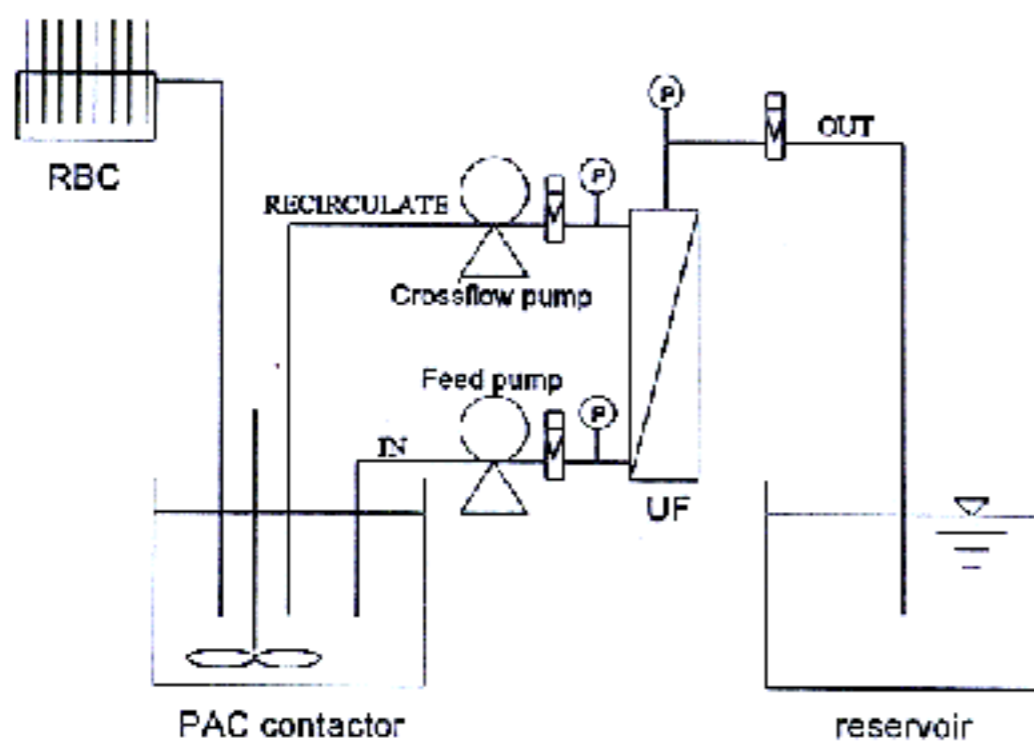 P
OUT
RBC
P
RECIRCULATE
Crossflow pump
Feed pump
P
IN
UF
PAC contactor
reservoir